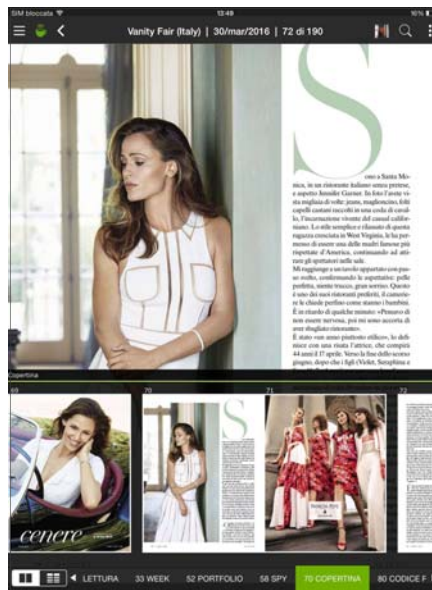 SIM bloccata 12:49 10%
Vanity Fair (Italy) | 30/mar/2016 | 72 di 190
S
ono a Santa Mo-
nica, in un ristorante italiano senza pretese,
e aspetto Jennifer Garner. In foto l'avete vi-
sta migliaia di volte: jeans, maglioncino, folti
capelli castani raccolti in una coda di caval-
lo, l'incarnazione vivente del casual califor-
niano. Lo stile semplice e rilassato di questa
ragazza cresciuta in West Virginia, le ha per-
messo di essere una delle madri famose più
rispettate d'America, continuando ad atti-
rare gli spettatori nelle sale.
Mi raggiunge a un tavolo appartato con pas-
so svelto, confermando le aspettative: pelle
perfetta, niente trucco, gran sorriso. Questo
è uno dei suoi ristoranti preferiti, il camerie-
re le chiede perfino come stanno i bambini.
È in ritardo di qualche minuto: «Pensavo di
non essere nervosa, poi mi sono accorta di
aver sbagliato ristorante».
È stato «un anno piuttosto etilico», lo defi-
nisce con una risata l'attrice, che compirà
44 anni il 17 aprile. Verso la fine dello scorso
giugno, dopo che i figli (Violet, Seraphina e
Copertina
69 70 71 72
S
cenere
LETTURA 33 WEEK 52 PORTFOLIO 58 SPY 70 COPERTINA 80 CODICE F